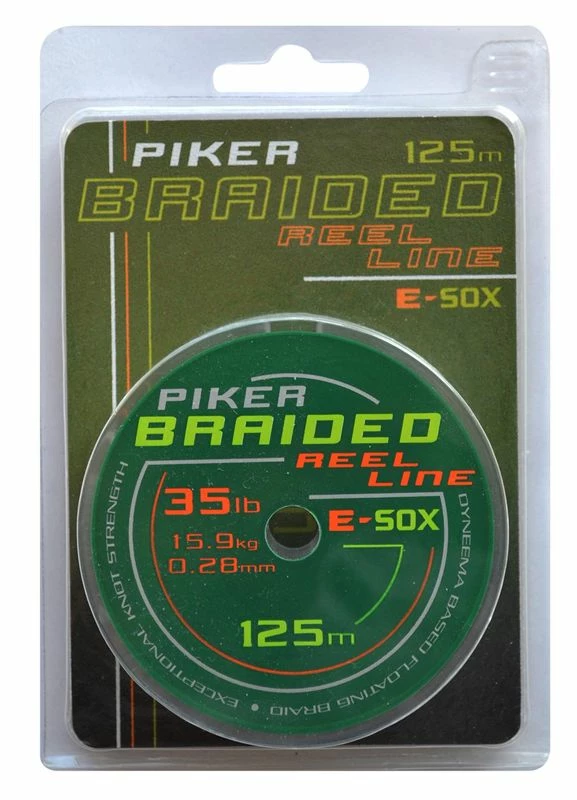 PIKER 125m
BRAIDED
REEL
LINE
E-SOX
PIKER
BRAIDED
REEL
LINE
35lb
E-SOX
15.9kg
0.28mm
125m
DYNEEMA BASED FLOATING BRAID • EXCEPTIONAL KNOT STRENGTH